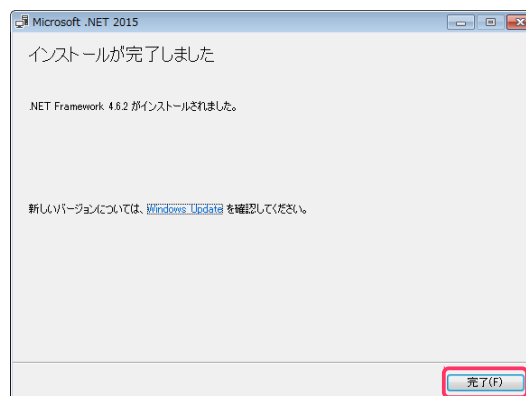 Microsoft .NET 2015
インストールが完了しました
.NET Framework 4.6.2 がインストールされました。
新しいバージョンについては、Windows Update を確認してください。
完了(F)